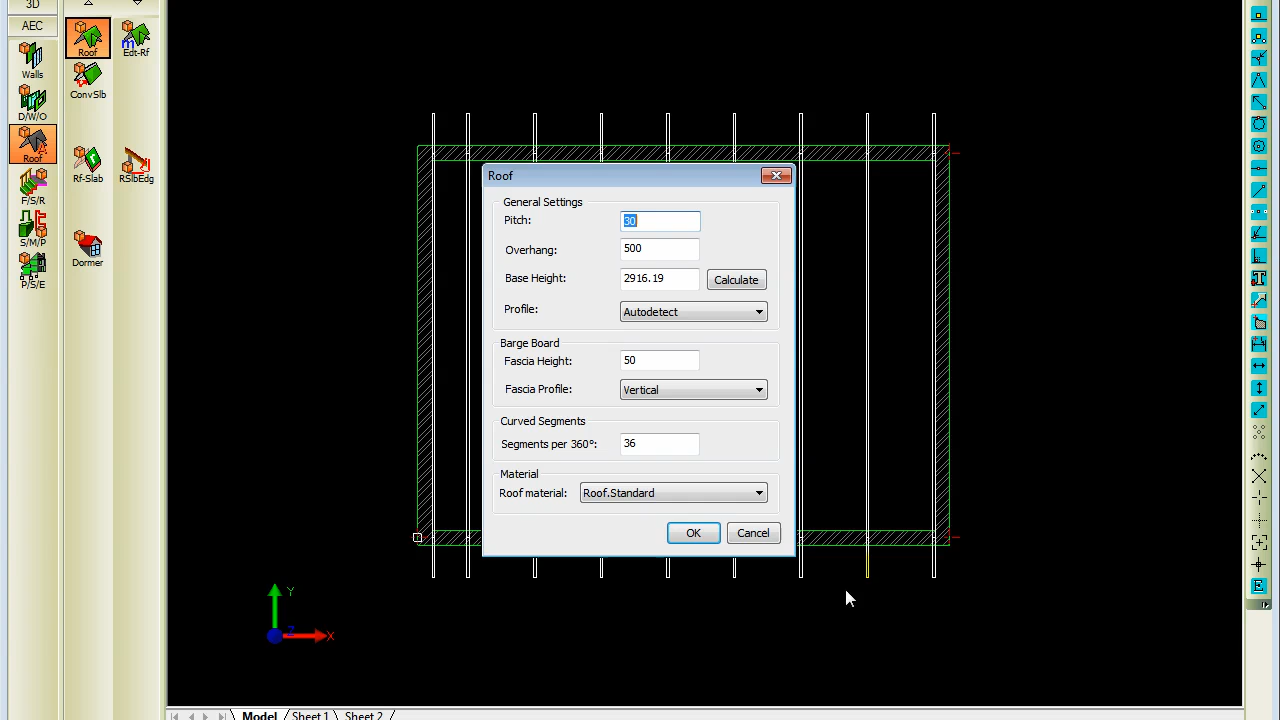 3D
AEC
Walls
D/W/O
Roof
F/S/R
S/M/P
P/S/E
Roof
Edt-Rf
ConvSlb
Rf-Slab
RSlbEdg
Dormer
Roof
General Settings
Pitch: 30
Overhang: 500
Base Height: 2916.19 Calculate
Profile: Autodetect
Barge Board
Fascia Height: 50
Fascia Profile: Vertical
Curved Segments
Segments per 360°: 36
Material
Roof material: Roof.Standard
OK Cancel
Y
Z X
Model Sheet 1 Sheet 2